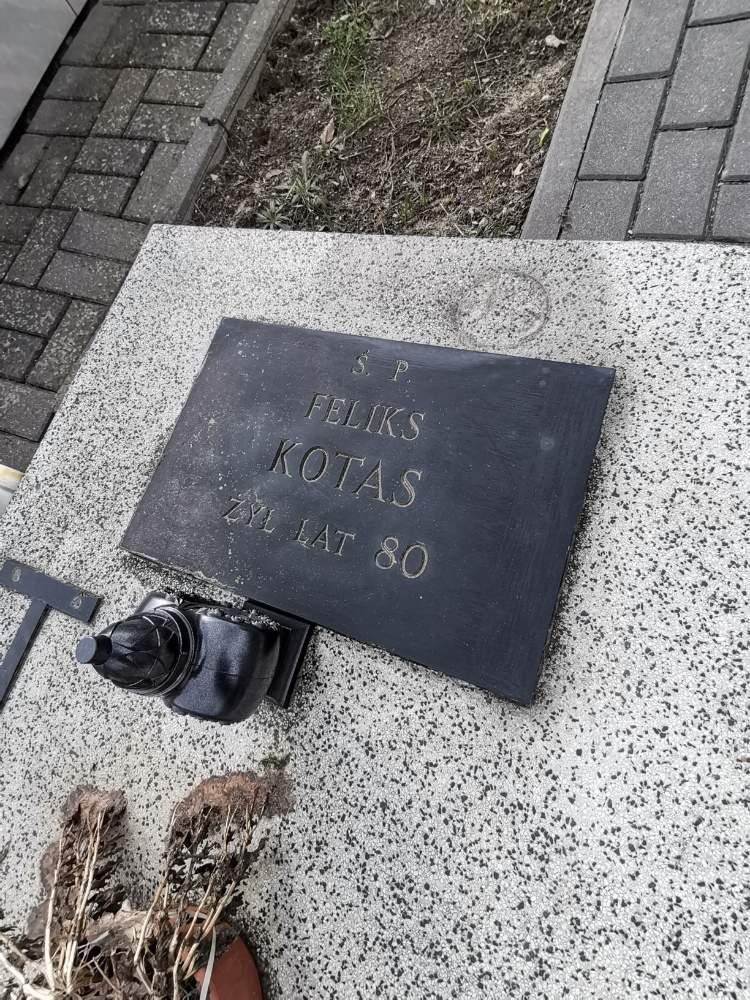 Ś. P.
FELIKS
KOTAS
ŻYŁ LAT 80